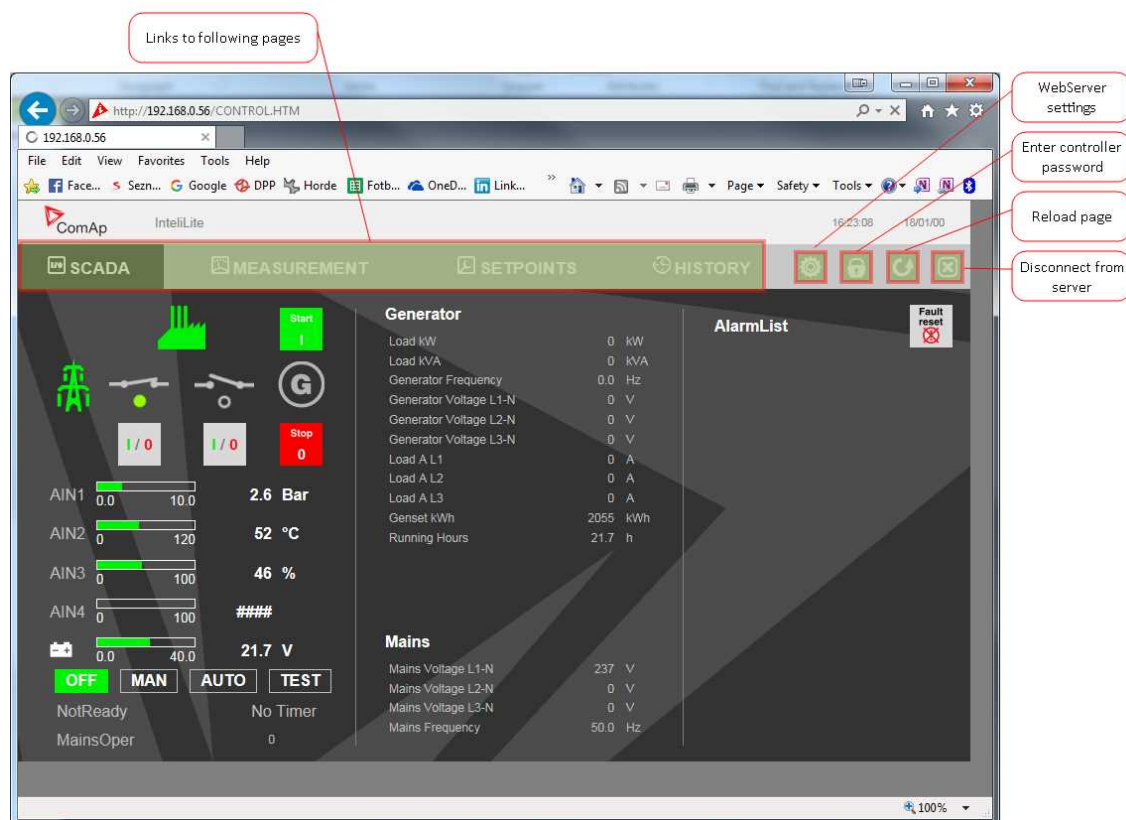 Links to following pages
WebServer
settings
Enter controller
password
Reload page
Disconnect from
server
http://192.168.0.56/CONTROL.HTM
192.168.0.56
File Edit View Favorites Tools Help
Face... Sezn... Google DPP Horde Fotb... OneD... Link... » Page Safety Tools
ComAp InteliLite 16:23:08 18/01/00
SCADA MEASUREMENT SETPOINTS HISTORY
Start
I
G
I / 0 I / 0
Stop
0
AIN1 0.0 10.0 2.6 Bar
AIN2 0 120 52 °C
AIN3 0 100 46 %
AIN4 0 100 ####
0.0 40.0 21.7 V
OFF MAN AUTO TEST
NotReady No Timer
MainsOper 0
Generator
Load kW 0 kW
Load kVA 0 kVA
Generator Frequency 0.0 Hz
Generator Voltage L1-N 0 V
Generator Voltage L2-N 0 V
Generator Voltage L3-N 0 V
Load A L1 0 A
Load A L2 0 A
Load A L3 0 A
Genset kWh 2055 kWh
Running Hours 21.7 h
Mains
Mains Voltage L1-N 237 V
Mains Voltage L2-N 0 V
Mains Voltage L3-N 0 V
Mains Frequency 50.0 Hz
AlarmList
Fault
reset
100%